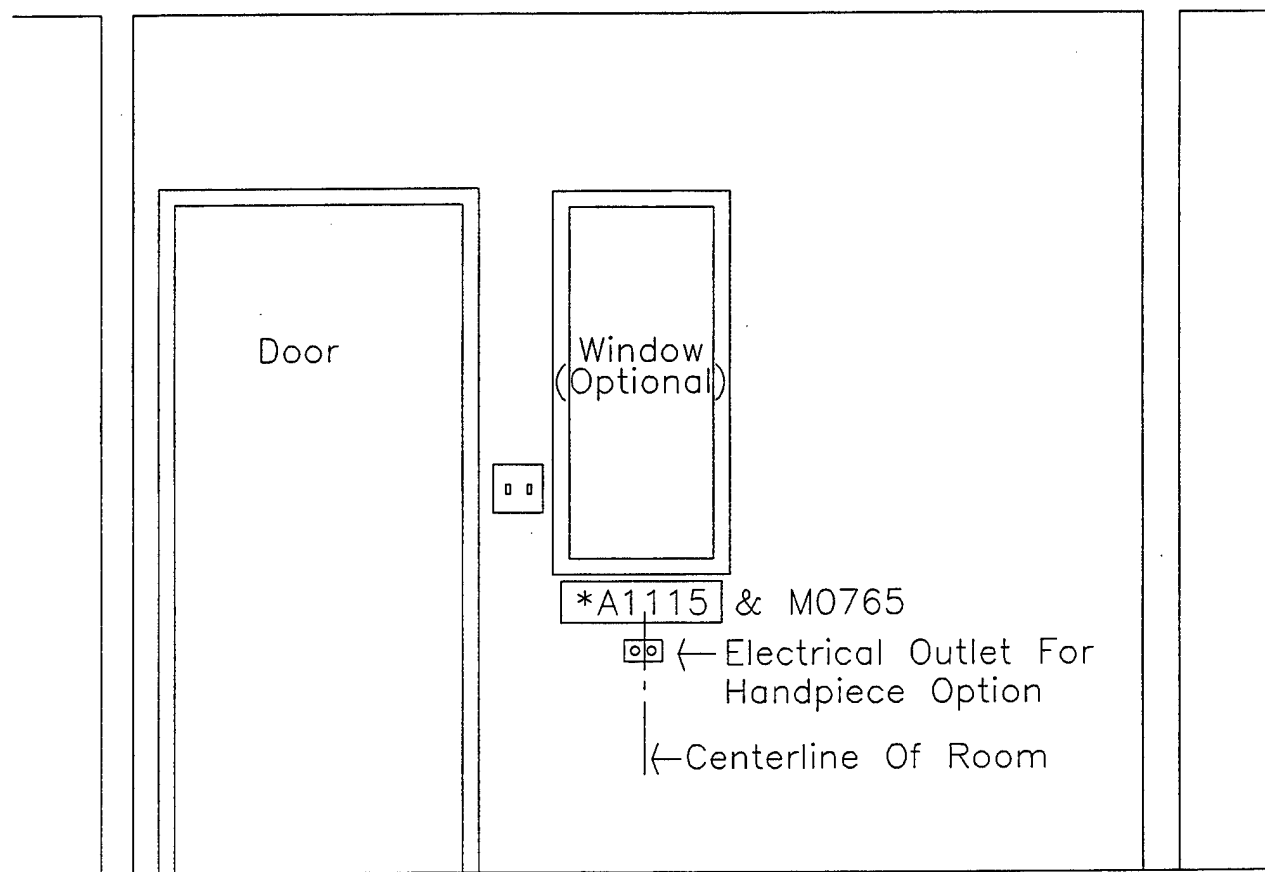 Door
Window
(Optional)
*A1115 & M0765
Electrical Outlet For
Handpiece Option
Centerline Of Room